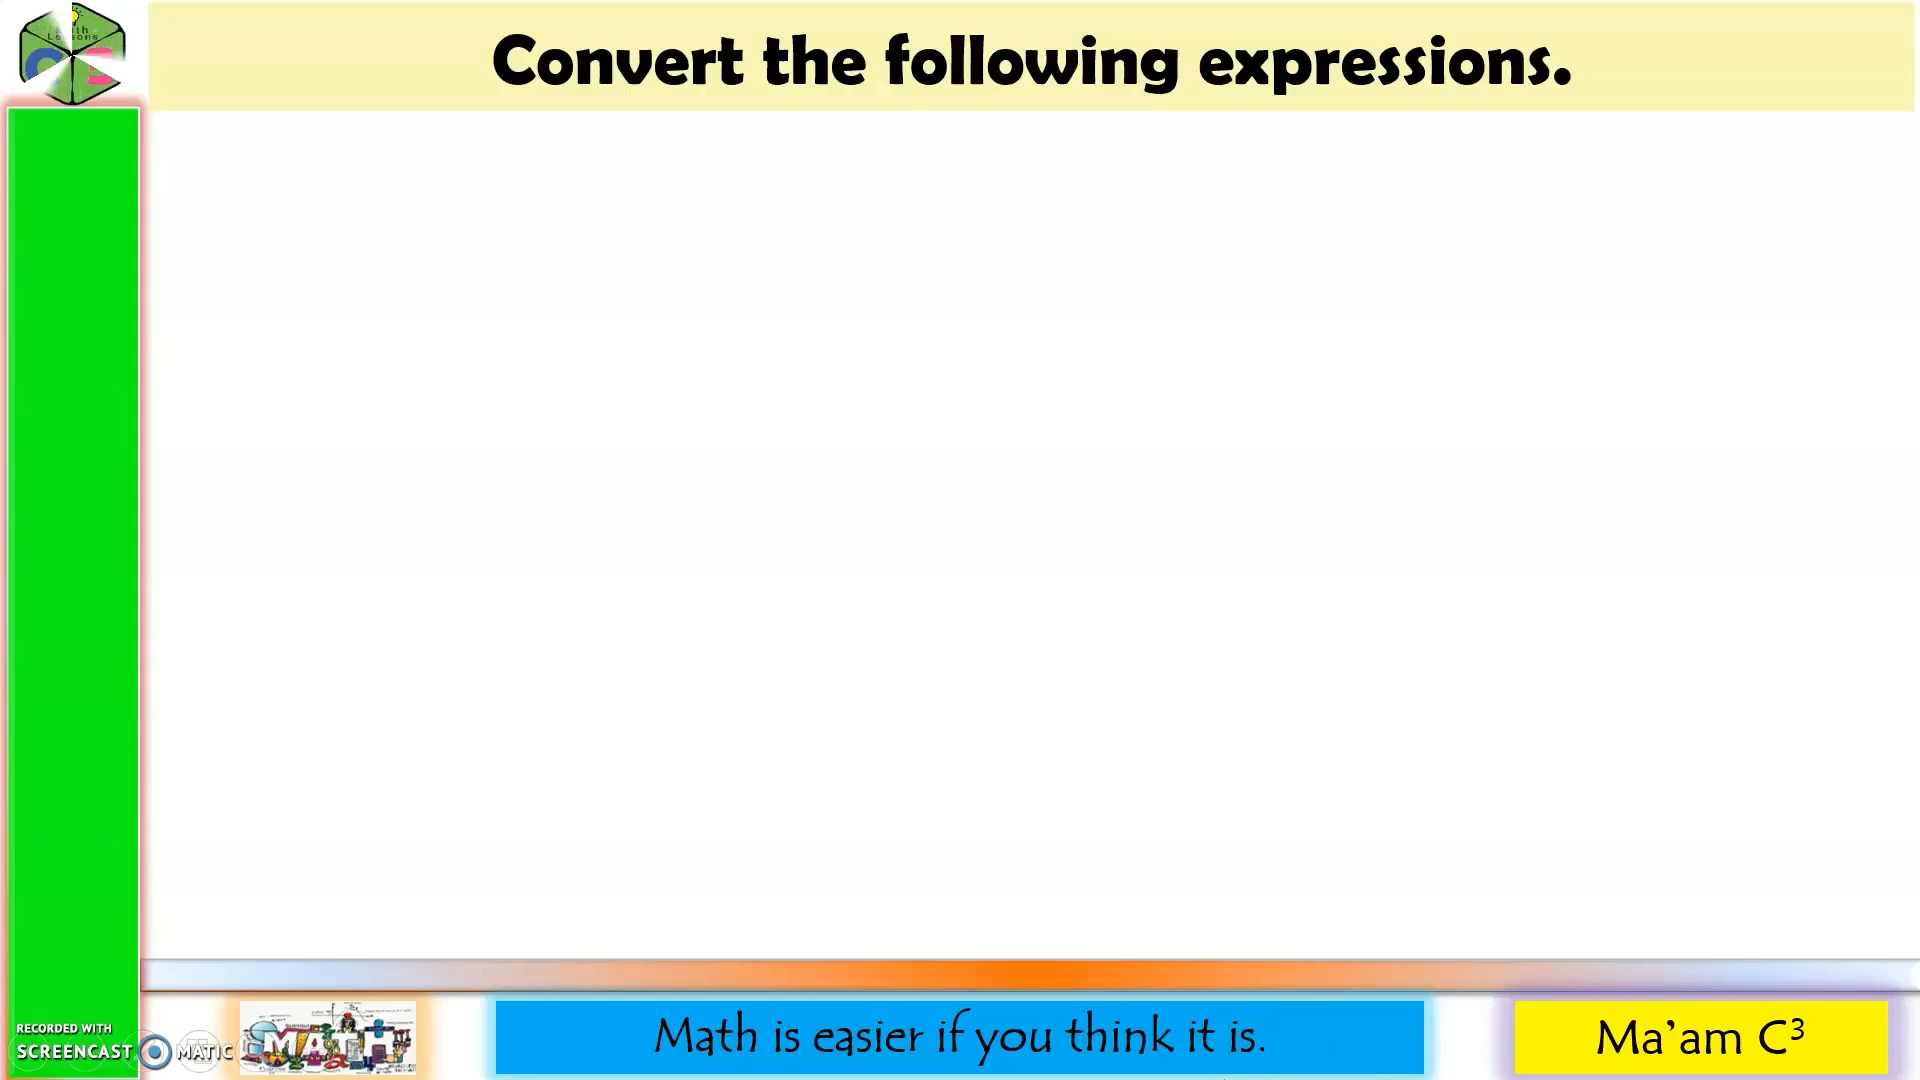 Convert the following expressions.
Math is easier if you think it is.
Ma'am C³
RECORDED WITH
SCREENCAST MATIC
MATH